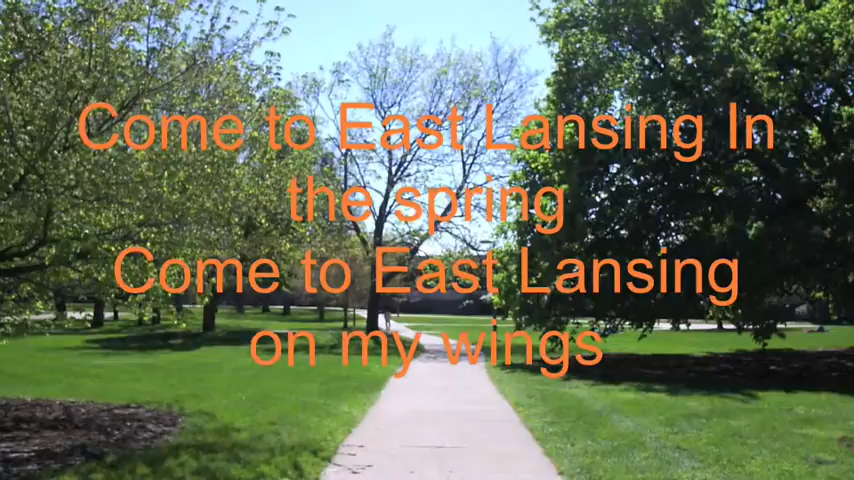 Come to East Lansing In
the spring
Come to East Lansing
on my wings